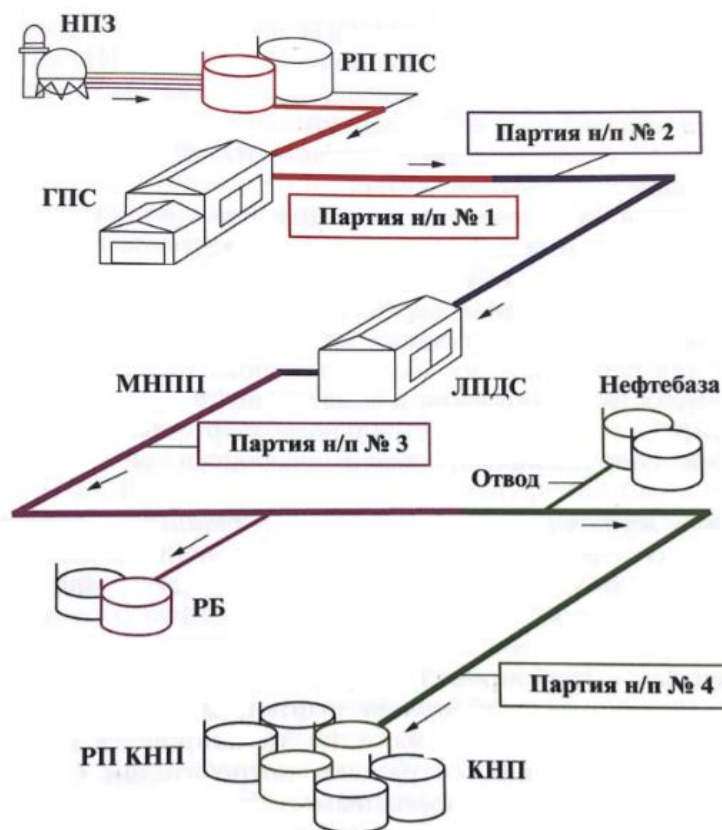 НПЗ
РП ГПС
Партия н/п № 2
ГПС
Партия н/п № 1
МНПП
ЛПДС
Нефтебаза
Партия н/п № 3
Отвод
РБ
Партия н/п № 4
РП КНП
КНП